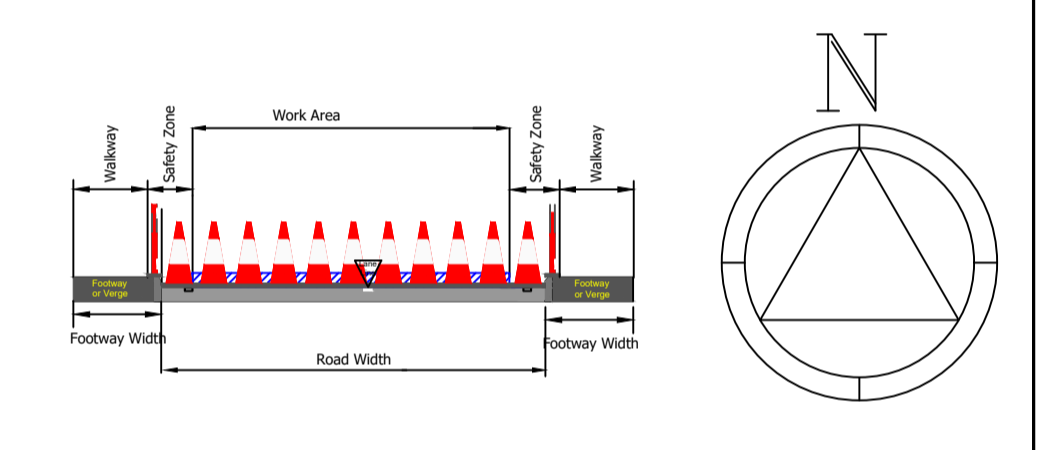 N
Work Area
Walkway
Safety Zone
Safety Zone
Walkway
Lane
Footway
or Verge
Footway
or Verge
Footway Width
Footway Width
Road Width